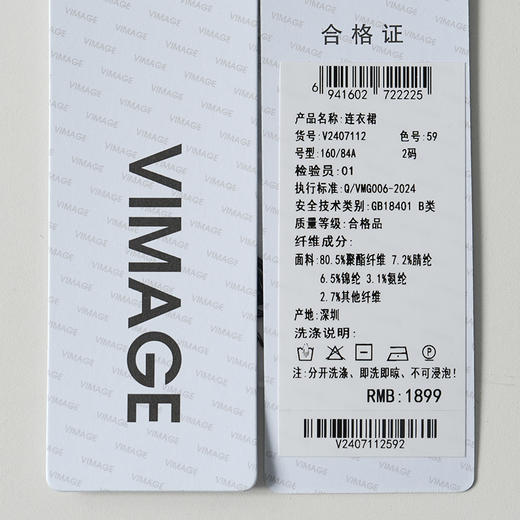 VIMAGE
合格证
6 941602 722225
产品名称:连衣裙
货号:V2407112 色号:59
号型:160/84A 2码
检验员:01
执行标准:Q/VMG006-2024
安全技术类别:GB18401 B类
质量等级:合格品
纤维成分:
面料:80.5%聚酯纤维 7.2%腈纶
6.5%锦纶 3.1%氨纶
2.7%其他纤维
产地:深圳
洗涤说明:
注:分开洗涤、即洗即晾、不可浸泡!
RMB:1899
V2407112592